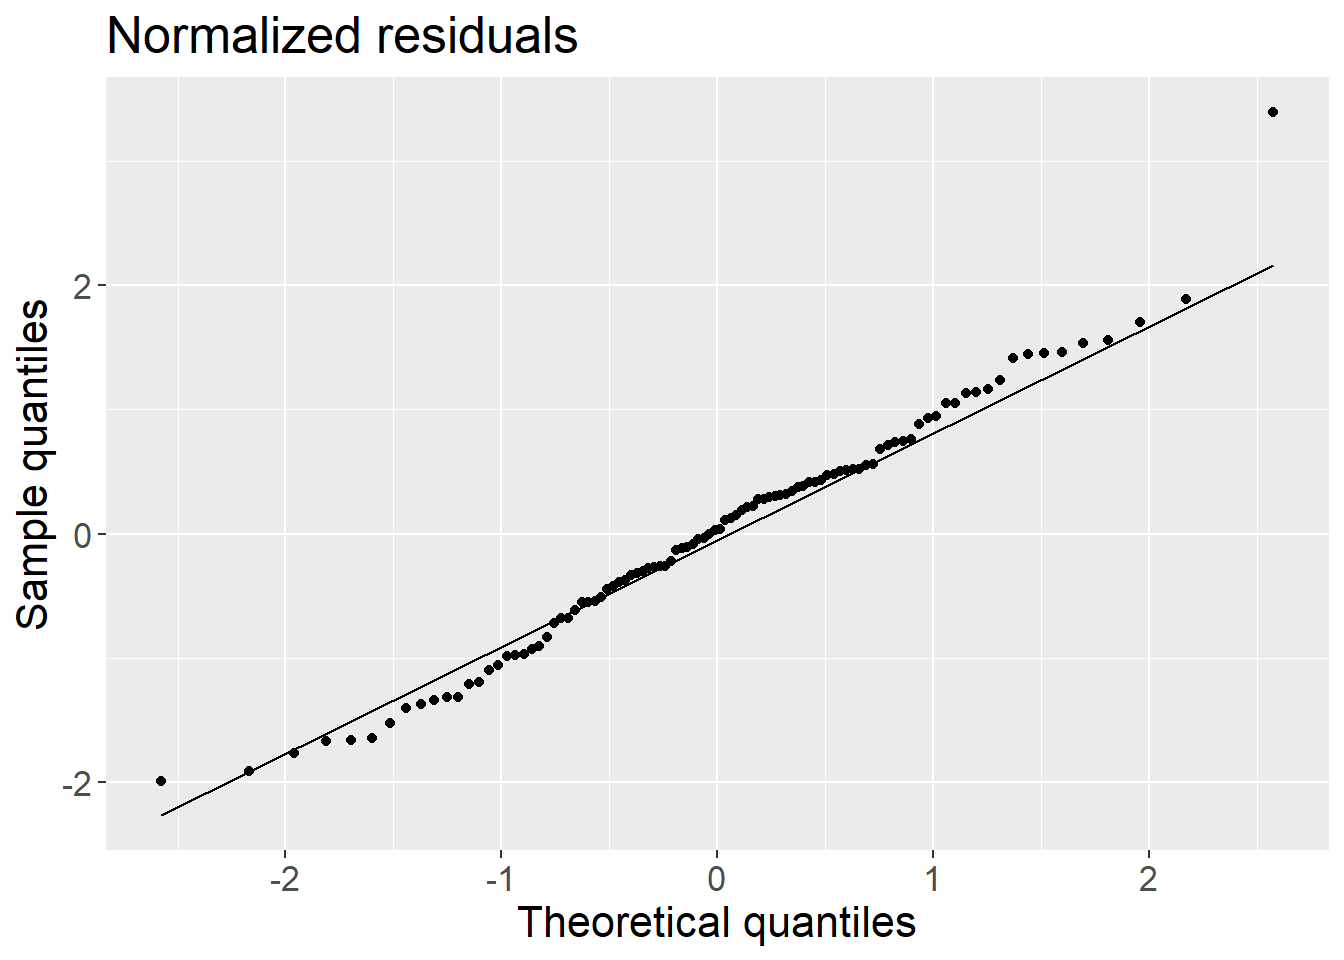 Normalized residuals
Sample quantiles
2
0
-2
-2
-1
0
1
2
Theoretical quantiles